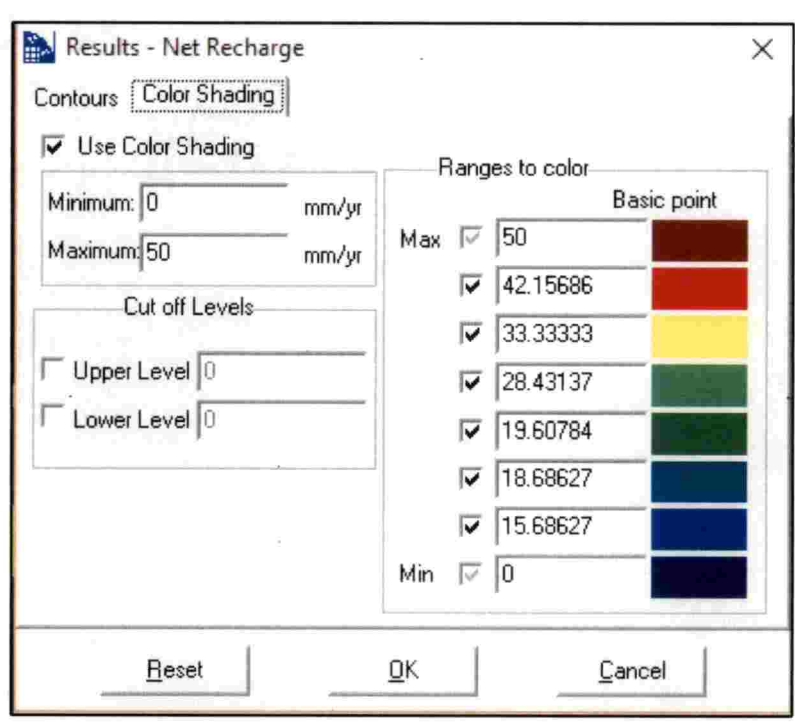 Results - Net Recharge
Contours Color Shading
Use Color Shading
Minimum: 0 mm/yr
Maximum: 50 mm/yr
Cut off Levels
Upper Level 0
Lower Level 0
Ranges to color
Basic point
Max 50
42.15686
33.33333
28.43137
19.60784
18.68627
15.68627
Min 0
Reset OK Cancel